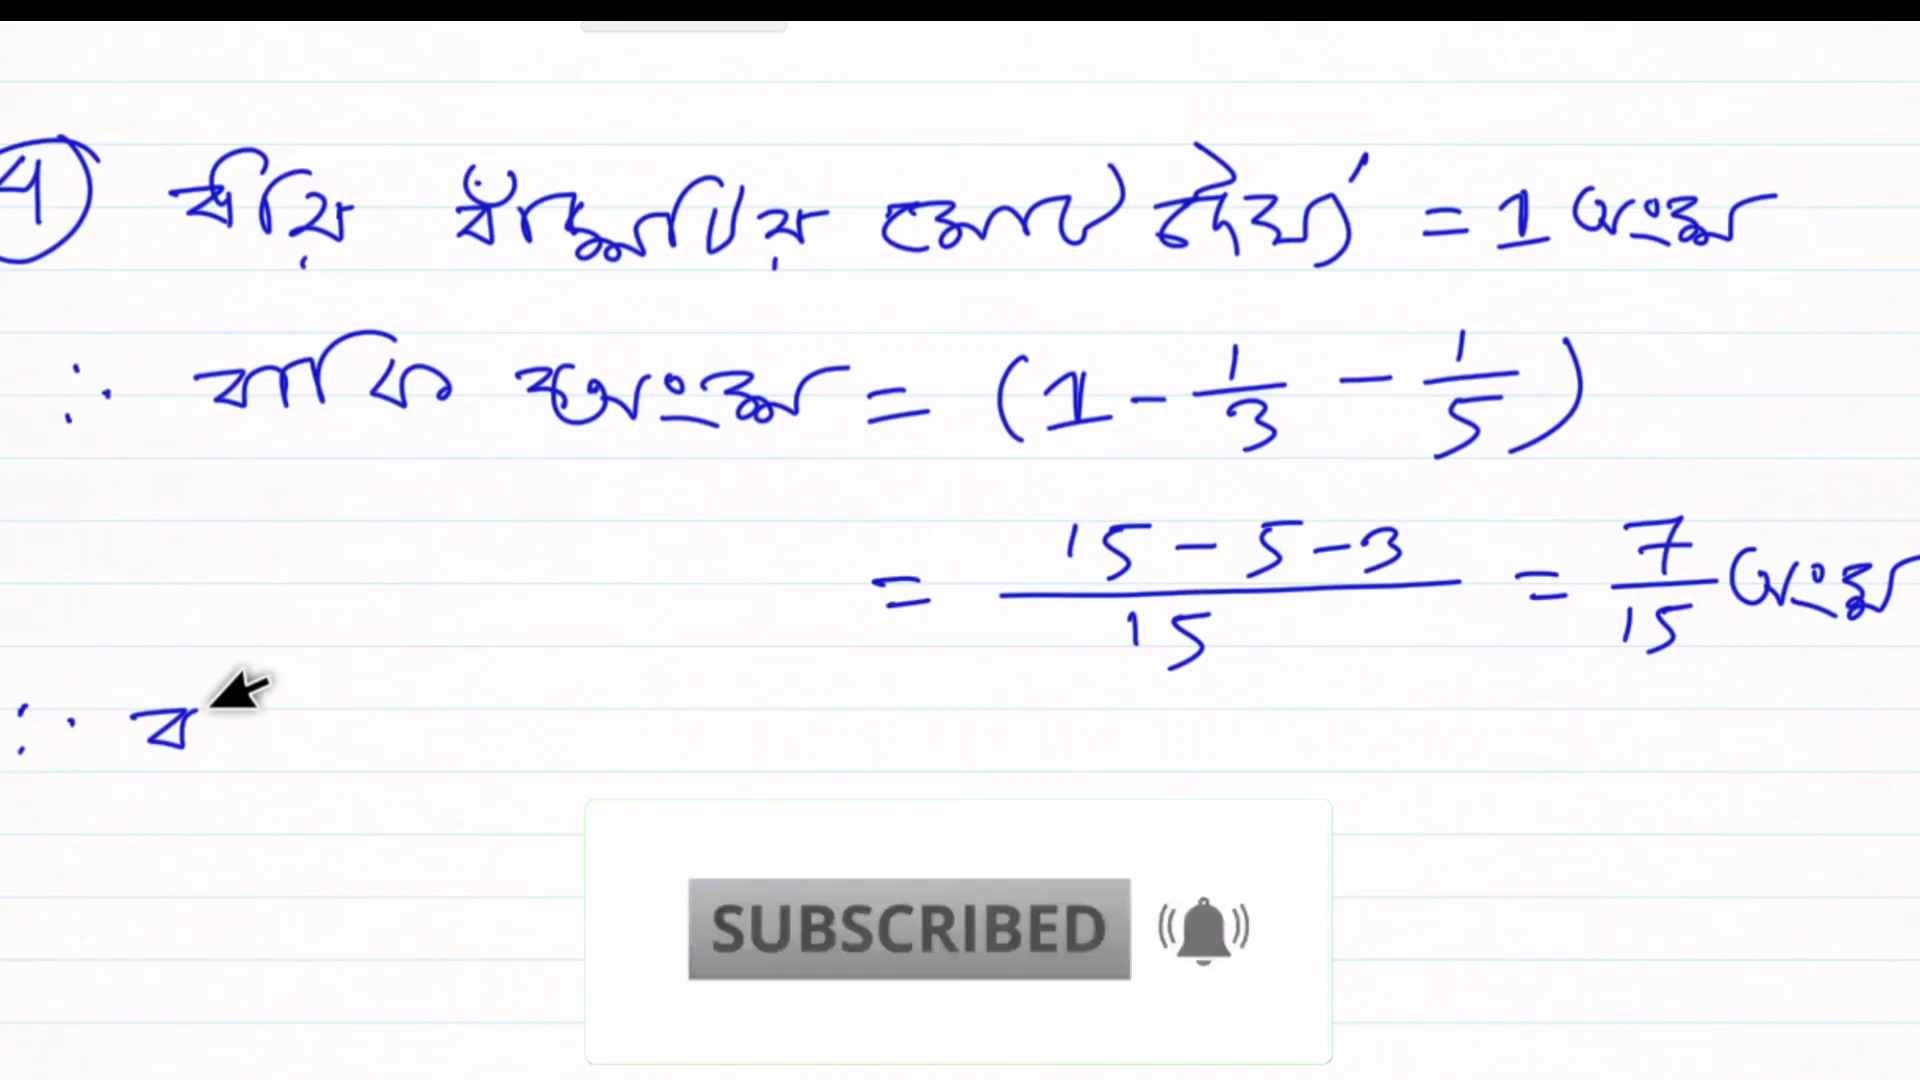 4) ধরি, বাঁশটির মোট দৈর্ঘ্য = 1 অংশ
∴ বাকি অংশ = (1 - 1/3 - 1/5)
= (15 - 5 - 3)/15 = 7/15 অংশ
∴ ব
SUBSCRIBED